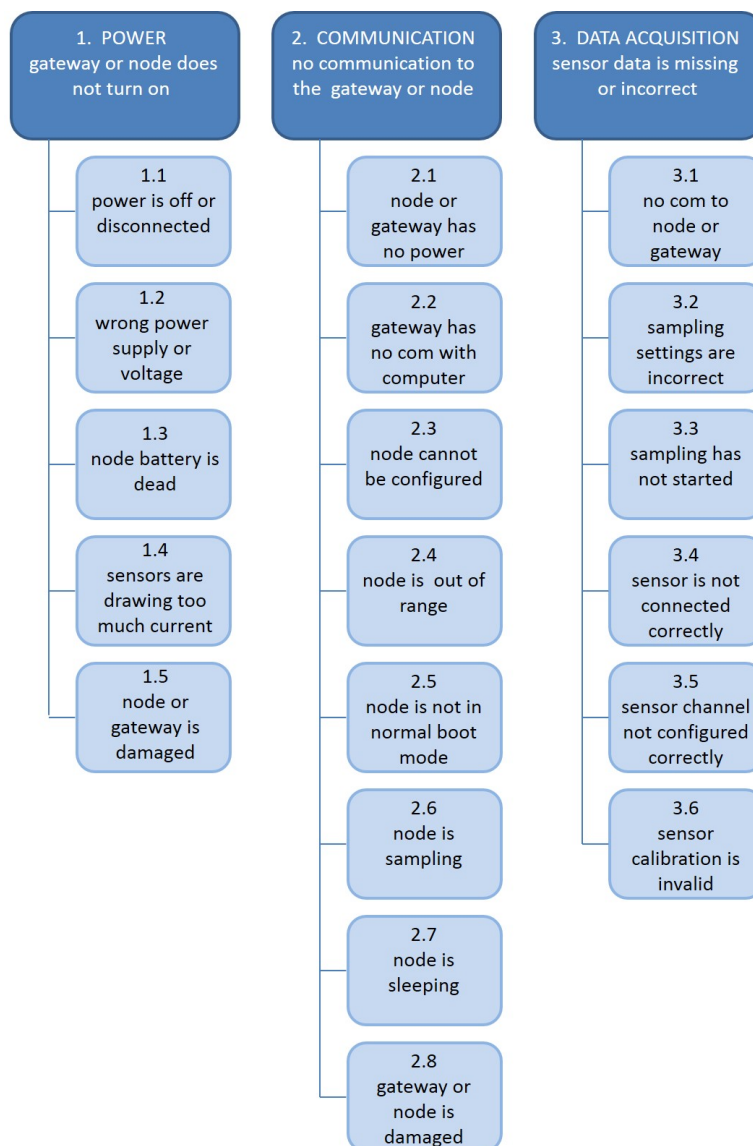 1. POWER
gateway or node does
not turn on
1.1
power is off or
disconnected
1.2
wrong power
supply or
voltage
1.3
node battery is
dead
1.4
sensors are
drawing too
much current
1.5
node or
gateway is
damaged
2. COMMUNICATION
no communication to
the gateway or node
2.1
node or
gateway has
no power
2.2
gateway has
no com with
computer
2.3
node cannot
be configured
2.4
node is out of
range
2.5
node is not in
normal boot
mode
2.6
node is
sampling
2.7
node is
sleeping
2.8
gateway or
node is
damaged
3. DATA ACQUISITION
sensor data is missing
or incorrect
3.1
no com to
node or
gateway
3.2
sampling
settings are
incorrect
3.3
sampling has
not started
3.4
sensor is not
connected
correctly
3.5
sensor channel
not configured
correctly
3.6
sensor
calibration is
invalid